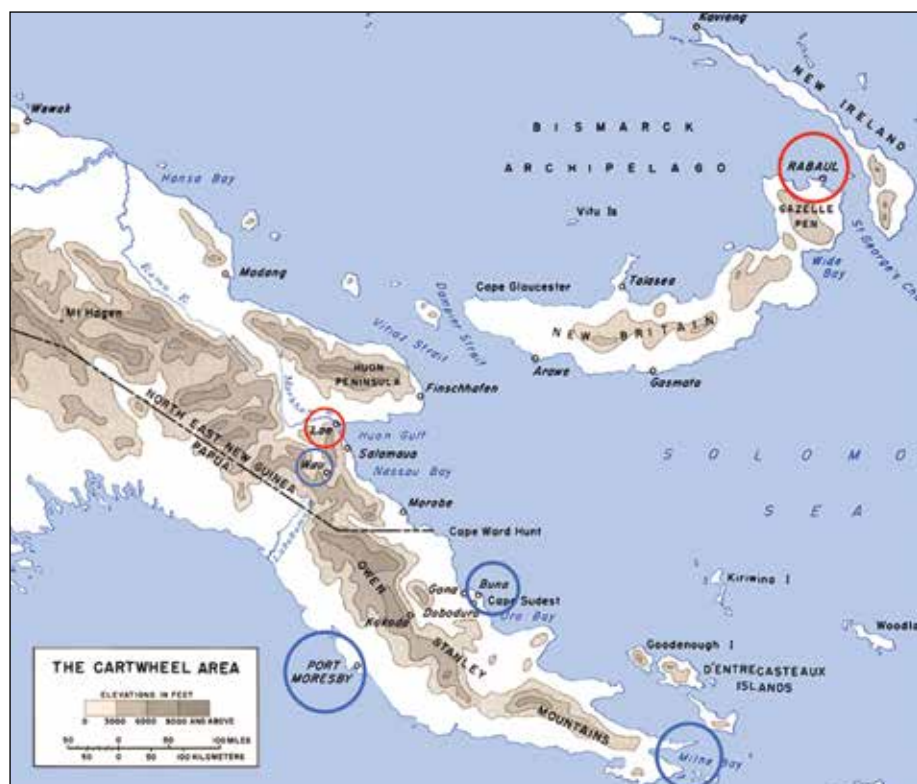 Kavieng
NEW IRELAND
Wewak
BISMARCK
ARCHIPELAGO
RABAUL
Hansa Bay
Vitu Is
GAZELLE
PEN
St George's Ch
Wide
Bay
Madang
Cape Gloucester
Talasea
Dampier Strait
Mt Hagen
Vitiaz Strait
NEW BRITAIN
HUON
PENINSULA
Finschhafen
Arawe
Gasmata
NORTH EAST NEW GUINEA
PAPUA
Lae
Huon Gulf
Salamaua
Wau
Nassau Bay
SOLOMO
SEA
Morobe
Cape Ward Hunt
OWEN
STANLEY
MOUNTAINS
Gona
Buna
Cape Sudest
Dobodura
Oro Bay
Kokoda
Kiriwina I
Woodla
Goodenough I
D'ENTRECASTEAUX
ISLANDS
PORT
MORESBY
Milne Bay
THE CARTWHEEL AREA
ELEVATIONS IN FEET
0 3000 6000 9000 AND ABOVE
50 0 50 100 MILES
50 0 50 100 KILOMETERS